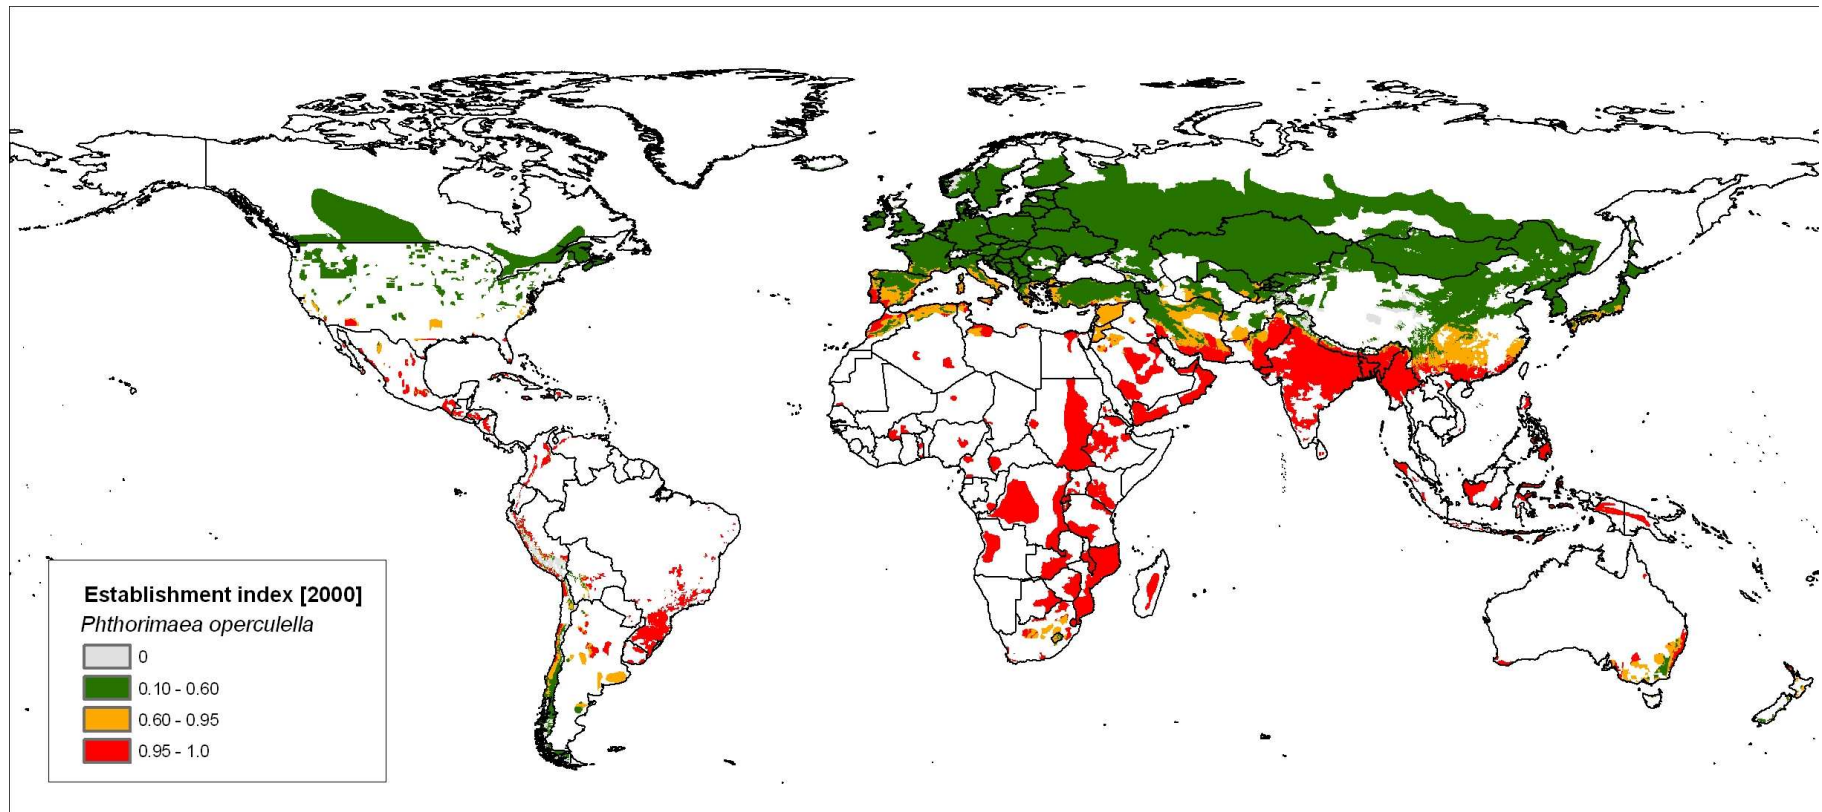 Establishment index [2000]
Phthorimaea operculella
0
0.10 - 0.60
0.60 - 0.95
0.95 - 1.0